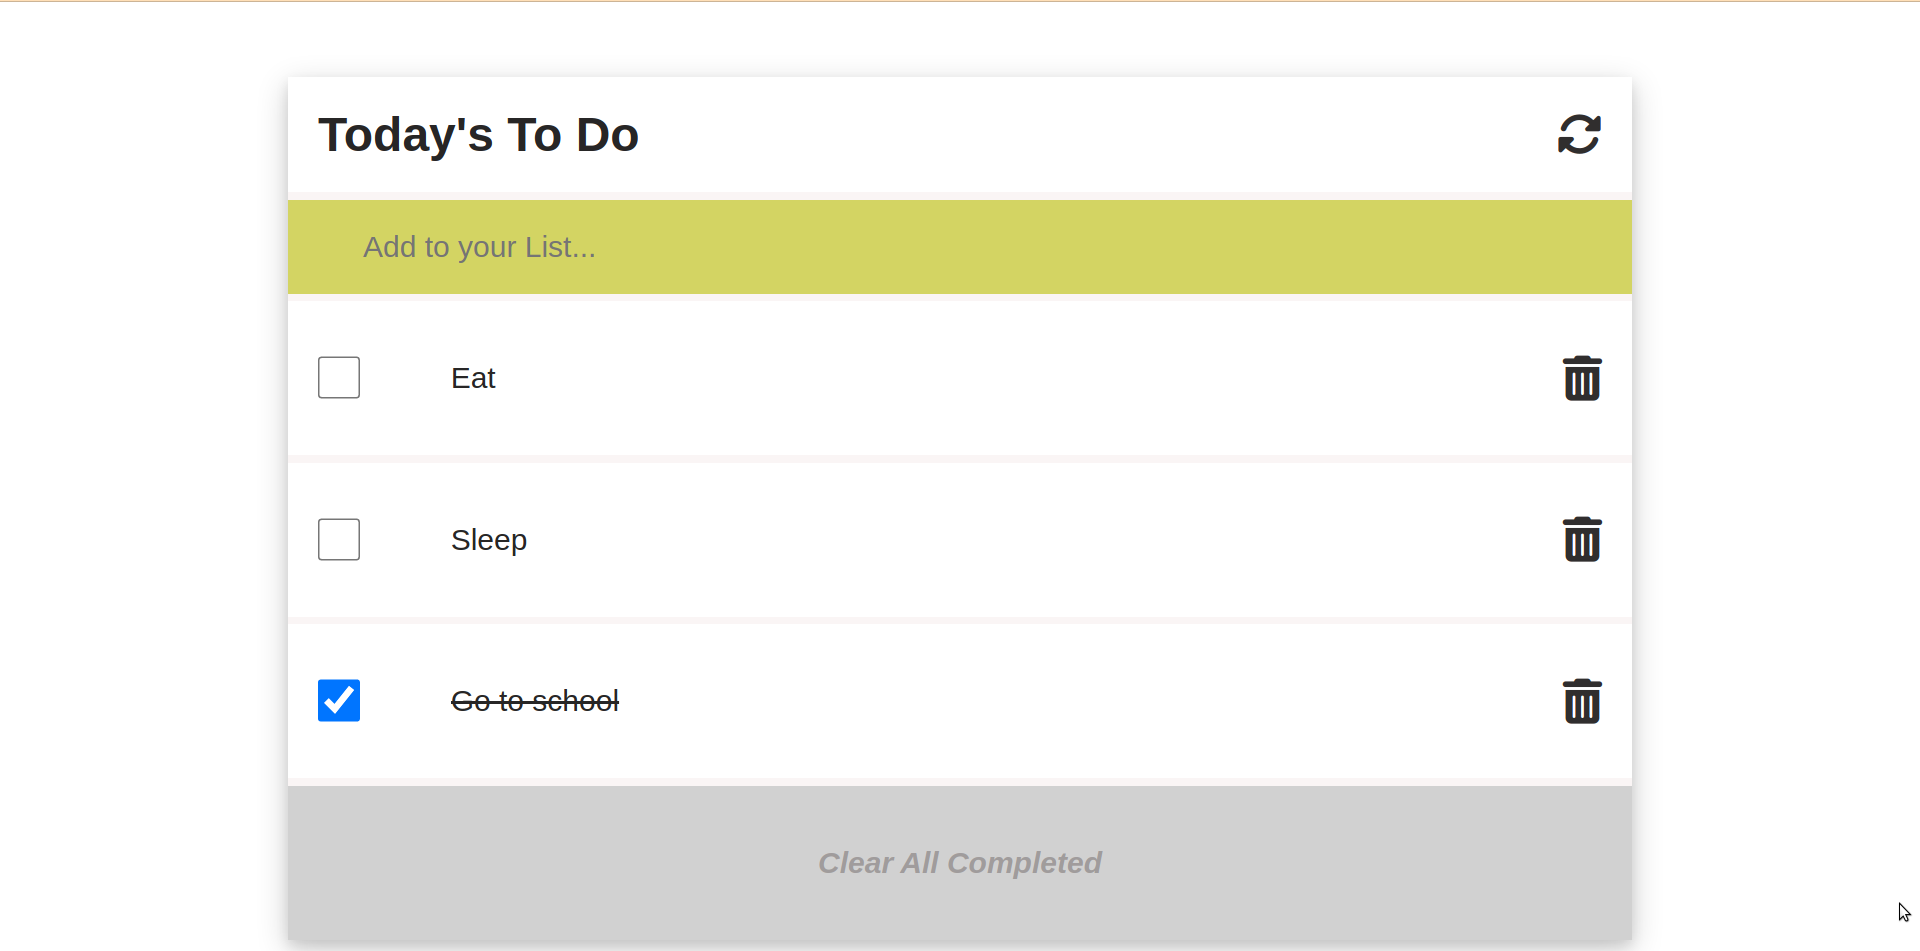 Today's To Do
Add to your List...
Eat
Sleep
Go to school
Clear All Completed